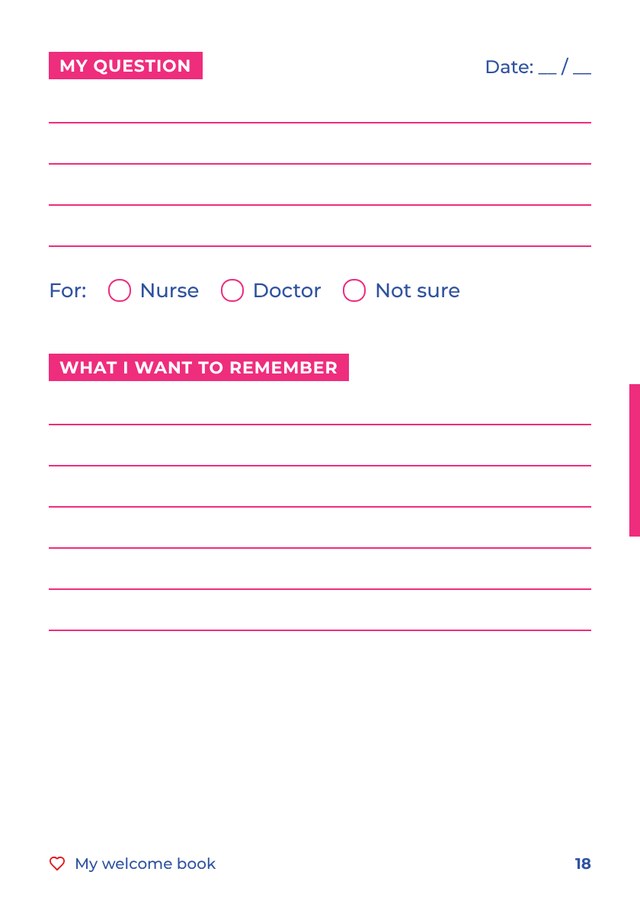 MY QUESTION
Date: __ / __
For: Nurse Doctor Not sure
WHAT I WANT TO REMEMBER
My welcome book
18